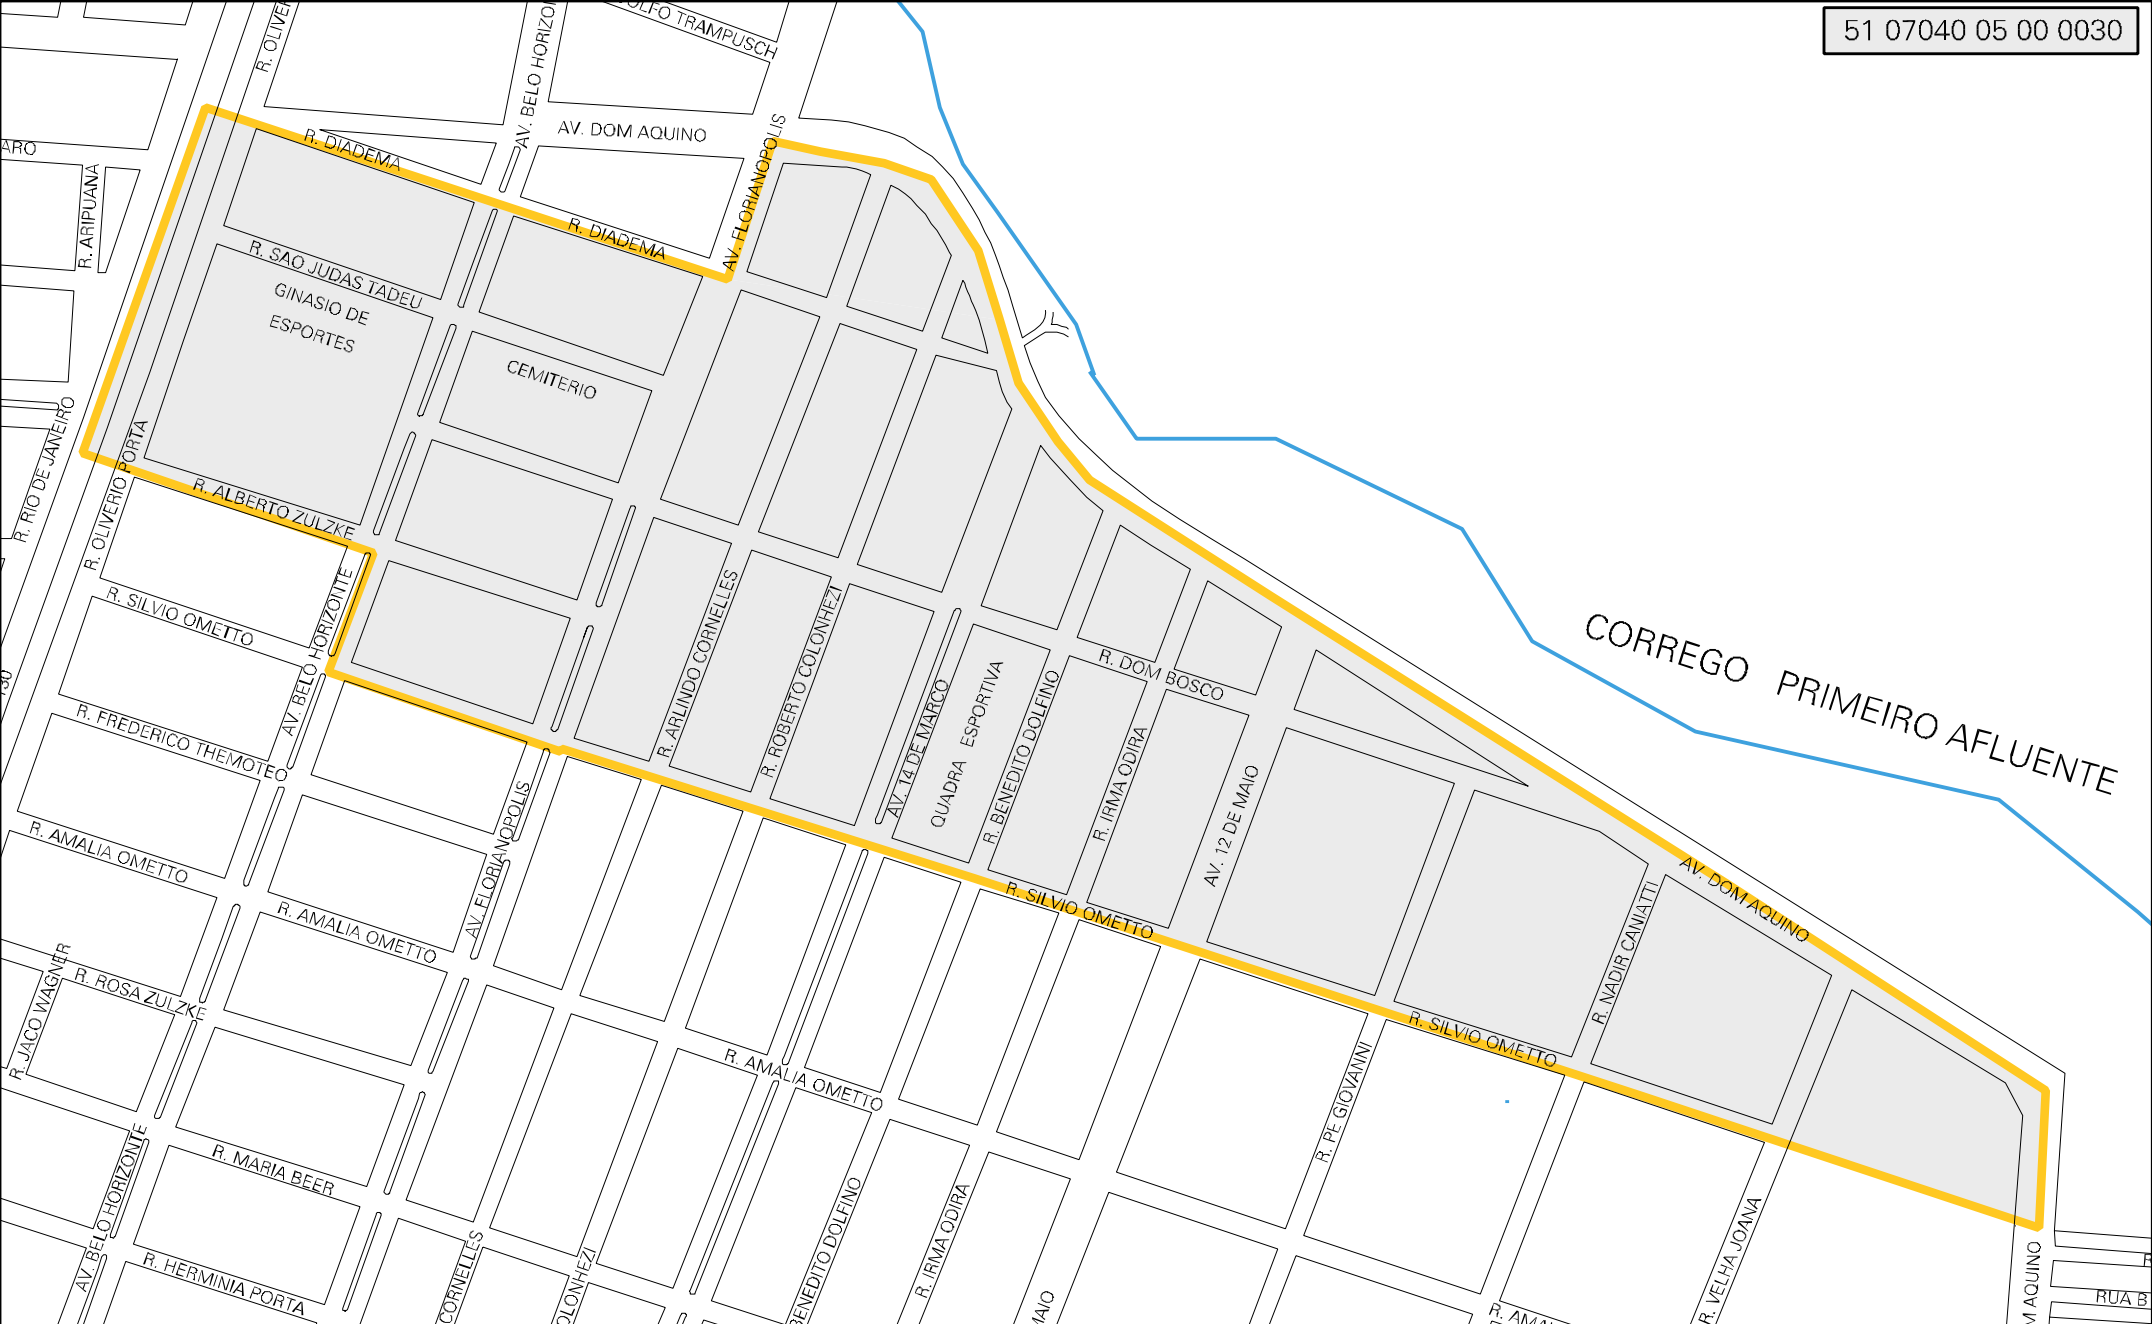 51 07040 05 00 0030
R. OLIVER
AV. BELO HORIZON
OLFO TRAMPUSCH
AV. DOM AQUINO
ARO
R. ARIPUANA
R. DIADEMA
R. DIADEMA
AV. FLORIANOPOLIS
R. SAO JUDAS TADEU
GINASIO DE
ESPORTES
CEMITERIO
R. RIO DE JANEIRO
R. OLIVERIO PORTA
R. ALBERTO ZULZKE
R. SILVIO OMETTO
AV. BELO HORIZONTE
R. FREDERICO THEMOTEO
R. ARLINDO CORNELLES
R. ROBERTO COLONHEZI
AV. 14 DE MARCO
QUADRA ESPORTIVA
R. BENEDITO DOLFINO
R. DOM BOSCO
R. IRMA ODIRA
AV. 12 DE MAIO
CORREGO PRIMEIRO AFLUENTE
R. AMALIA OMETTO
AV. FLORIANOPOLIS
R. AMALIA OMETTO
R. SILVIO OMETTO
AV. DOM AQUINO
R. NADIR CANIATTI
R. SILVIO OMETTO
R. JACO WAGNER
R. ROSA ZULZKE
R. AMALIA OMETTO
R. PE GIOVANNI
R. MARIA BEER
AV. BELO HORIZONTE
R. HERMINIA PORTA
CORNELLES
OLONHEZI
BENEDITO DOLFINO
R. IRMA ODIRA
MAIO
R. AMAL
R. VELHA JOANA
M AQUINO
R
RUA B